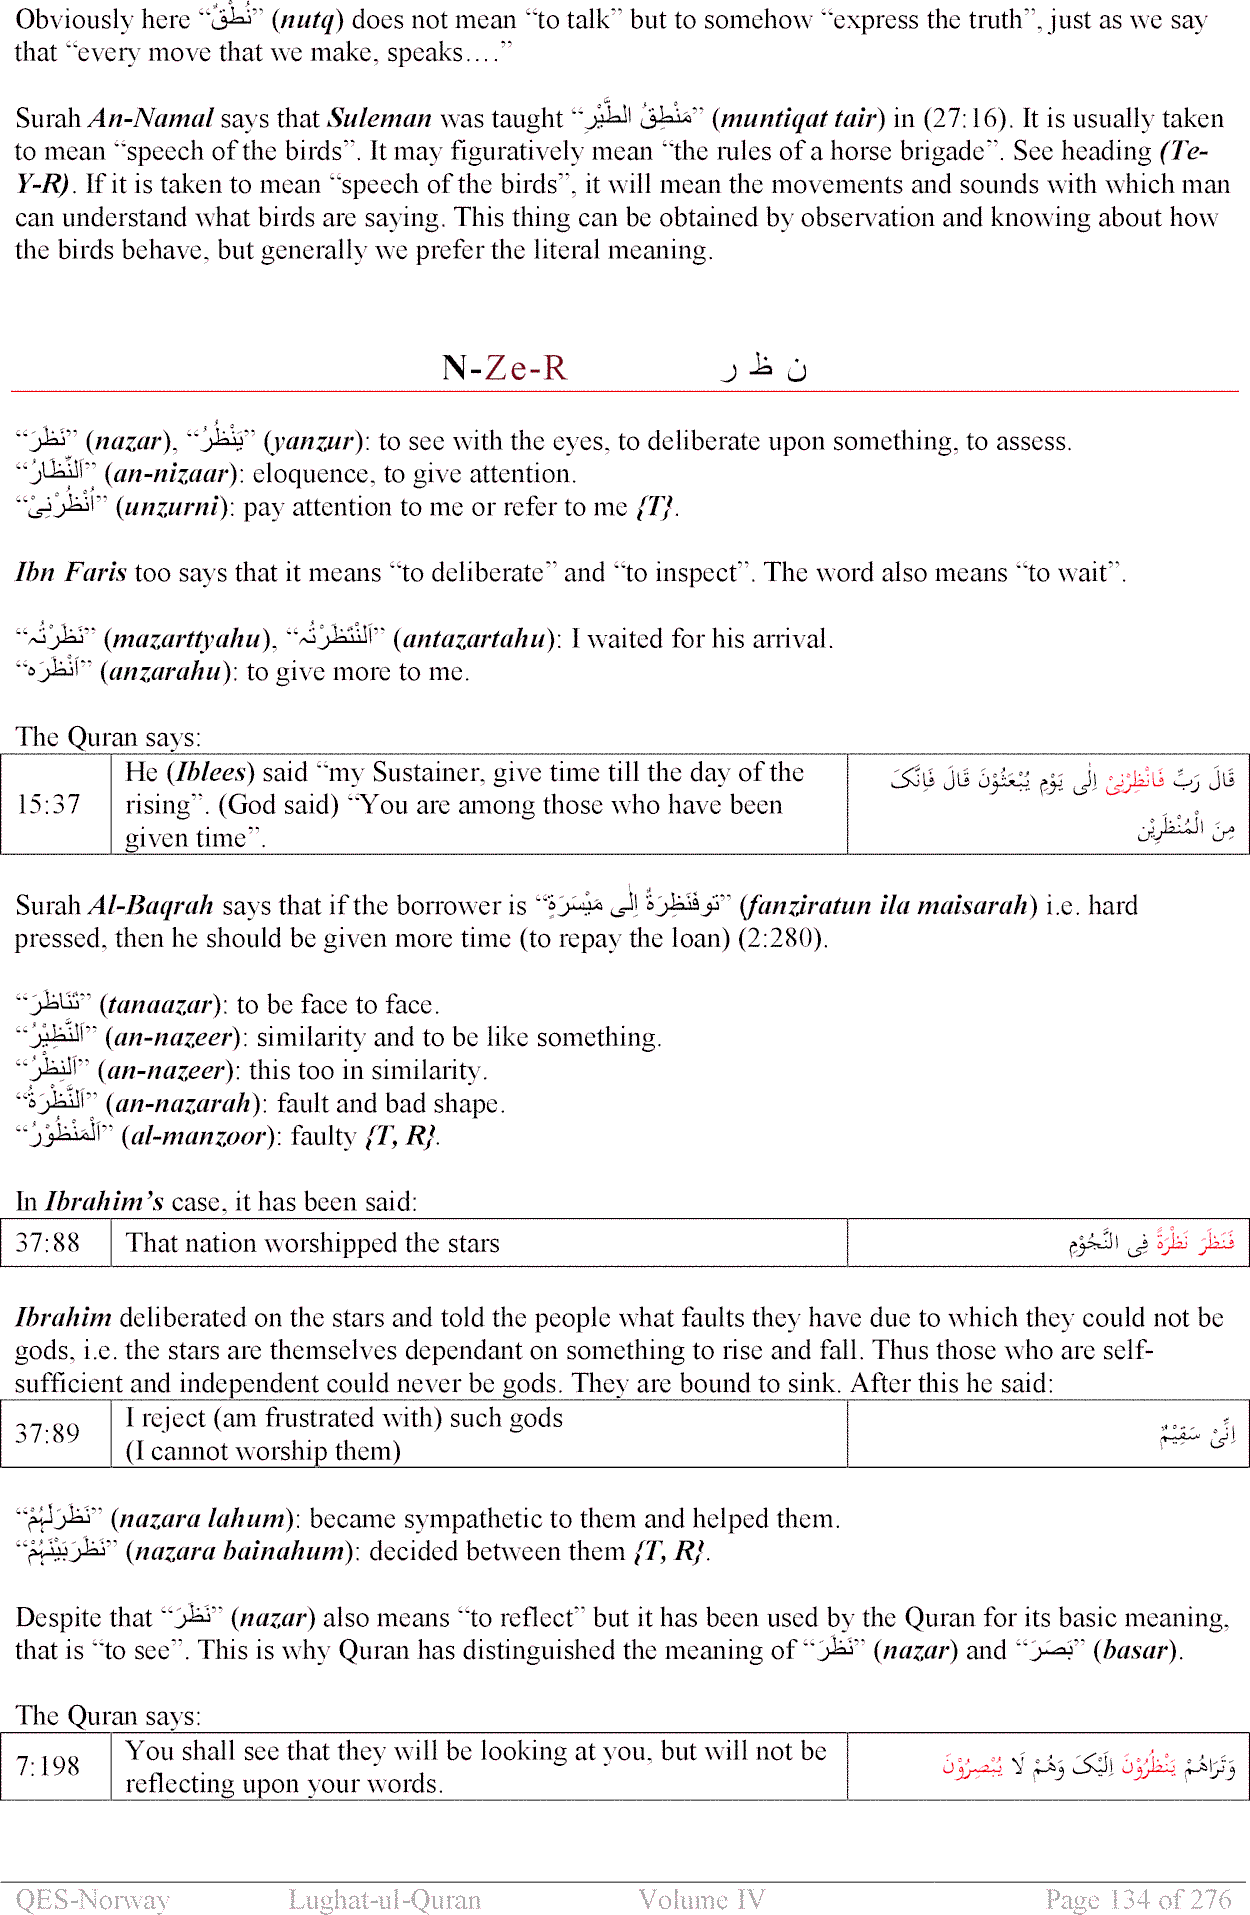 Obviously here “نُطْقٌ” (nutq) does not mean “to talk” but to somehow “express the truth”, just as we say
that “every move that we make, speaks….”
Surah An-Namal says that Suleman was taught “مَنْطِقُ الطَّيْر” (muntiqat tair) in (27:16). It is usually taken
to mean “speech of the birds”. It may figuratively mean “the rules of a horse brigade”. See heading (Te-
Y-R). If it is taken to mean “speech of the birds”, it will mean the movements and sounds with which man
can understand what birds are saying. This thing can be obtained by observation and knowing about how
the birds behave, but generally we prefer the literal meaning.
N-Ze-R ن ظ ر
“نَظَرَ” (nazar), “يَنْظُرُ” (yanzur): to see with the eyes, to deliberate upon something, to assess.
“اَلنِّظَارُ” (an-nizaar): eloquence, to give attention.
“اُنْظُرْنِیْ” (unzurni): pay attention to me or refer to me {T}.
Ibn Faris too says that it means “to deliberate” and “to inspect”. The word also means “to wait”.
“نَظَرْتُہ” (mazarttyahu), “اَلنْتَظَرْتُہ” (antazartahu): I waited for his arrival.
“اَنْظَرَہ” (anzarahu): to give more to me.
The Quran says:
15:37 He (Iblees) said “my Sustainer, give time till the day of the
rising”. (God said) “You are among those who have been
given time”.
قَالَ رَبِّ فَانْظِرْنِیْ اِلٰی یَوْمِ یُبْعَثُوْنَ قَالَ فَاِنَّکَ
مِنَ الْمُنْظَرِیْن
Surah Al-Baqrah says that if the borrower is “توفَنَظِرَةٌ اِلٰی مَيْسَرَةٍ” (fanziratun ila maisarah) i.e. hard
pressed, then he should be given more time (to repay the loan) (2:280).
“تَنَاظَرَ” (tanaazar): to be face to face.
“اَلنَّظِيْرُ” (an-nazeer): similarity and to be like something.
“اَلنِظْرُ” (an-nazeer): this too in similarity.
“اَلنَّظْرَةُ” (an-nazarah): fault and bad shape.
“اَلْمَنْظُوْرُ” (al-manzoor): faulty {T, R}.
In Ibrahim’s case, it has been said:
37:88 That nation worshipped the stars فَنَظَرَ نَظْرَةً فِی النُّجُوْمِ
Ibrahim deliberated on the stars and told the people what faults they have due to which they could not be
gods, i.e. the stars are themselves dependant on something to rise and fall. Thus those who are self-
sufficient and independent could never be gods. They are bound to sink. After this he said:
37:89 I reject (am frustrated with) such gods
(I cannot worship them)
اِنِّیْ سَقِیْمٌ
“نَظَرَلَہُمْ” (nazara lahum): became sympathetic to them and helped them.
“نَظَرَبَيْنَہُمْ” (nazara bainahum): decided between them {T, R}.
Despite that “نَظَرَ” (nazar) also means “to reflect” but it has been used by the Quran for its basic meaning,
that is “to see”. This is why Quran has distinguished the meaning of “نَظَرَ” (nazar) and “بَصَرَ” (basar).
The Quran says:
7:198 You shall see that they will be looking at you, but will not be
reflecting upon your words.
وَتَرَاهُمْ یَنْظُرُوْنَ اِلَیْکَ وَهُمْ لَا یُبْصِرُوْنَ
QES-Norway Lughat-ul-Quran Volume IV Page 134 of 276